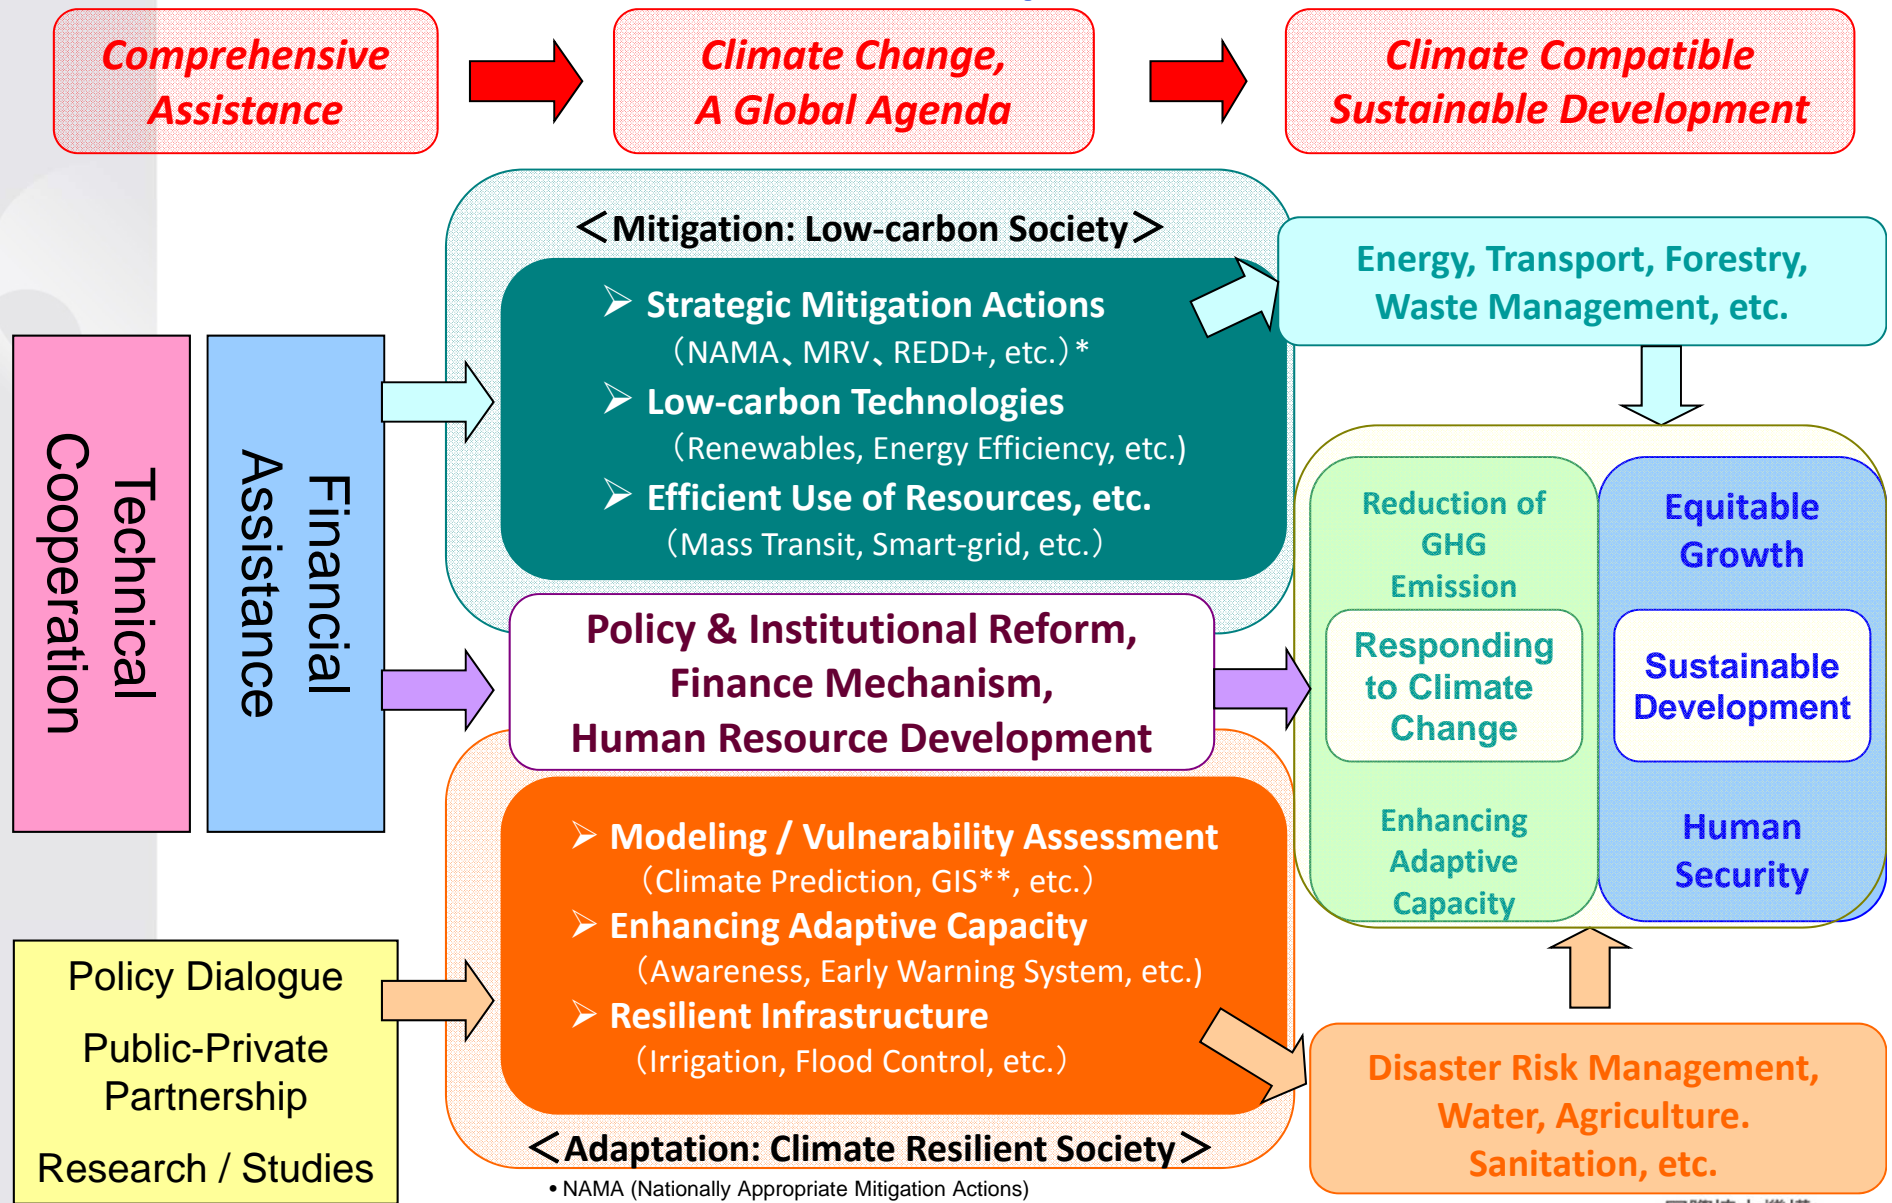 Comprehensive
Assistance
Climate Change,
A Global Agenda
Climate Compatible
Sustainable Development
＜Mitigation: Low-carbon Society＞
➢ Strategic Mitigation Actions
（NAMA、MRV、REDD+, etc.）*
➢ Low-carbon Technologies
（Renewables, Energy Efficiency, etc.)
➢ Efficient Use of Resources, etc.
（Mass Transit, Smart-grid, etc.）
Energy, Transport, Forestry,
Waste Management, etc.
Technical
Cooperation
Financial
Assistance
Policy & Institutional Reform,
Finance Mechanism,
Human Resource Development
Reduction of
GHG
Emission
Responding
to Climate
Change
Enhancing
Adaptive
Capacity
Equitable
Growth
Sustainable
Development
Human
Security
➢ Modeling / Vulnerability Assessment
（Climate Prediction, GIS**, etc.）
➢ Enhancing Adaptive Capacity
（Awareness, Early Warning System, etc.)
➢ Resilient Infrastructure
（Irrigation, Flood Control, etc.）
＜Adaptation: Climate Resilient Society＞
Policy Dialogue
Public-Private
Partnership
Research / Studies
Disaster Risk Management,
Water, Agriculture.
Sanitation, etc.
• NAMA (Nationally Appropriate Mitigation Actions)